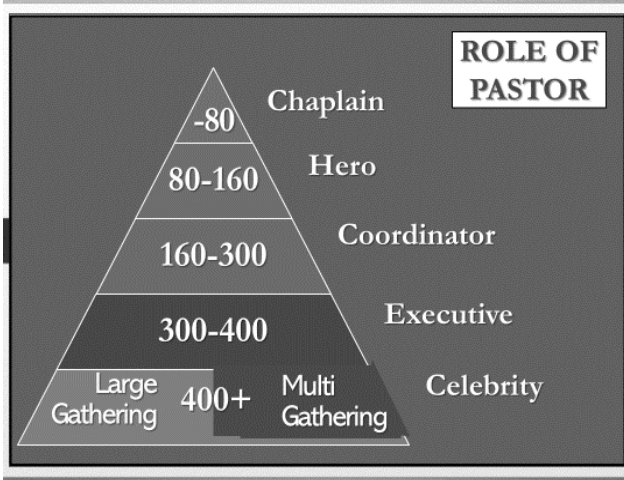 ROLE OF
PASTOR
-80
Chaplain
80-160
Hero
160-300
Coordinator
300-400
Executive
Large
Gathering
400+
Multi
Gathering
Celebrity